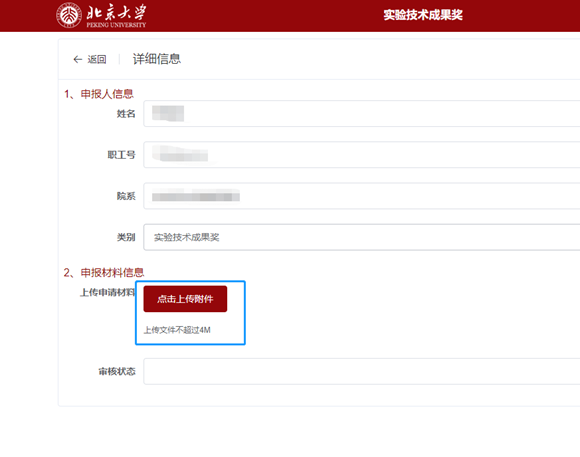 北京大学
PEKING UNIVERSITY
实验技术成果奖
← 返回 详细信息
1、申报人信息
姓名
职工号
院系
类别 实验技术成果奖
2、申报材料信息
上传申请材料 点击上传附件
上传文件不超过4M
审核状态